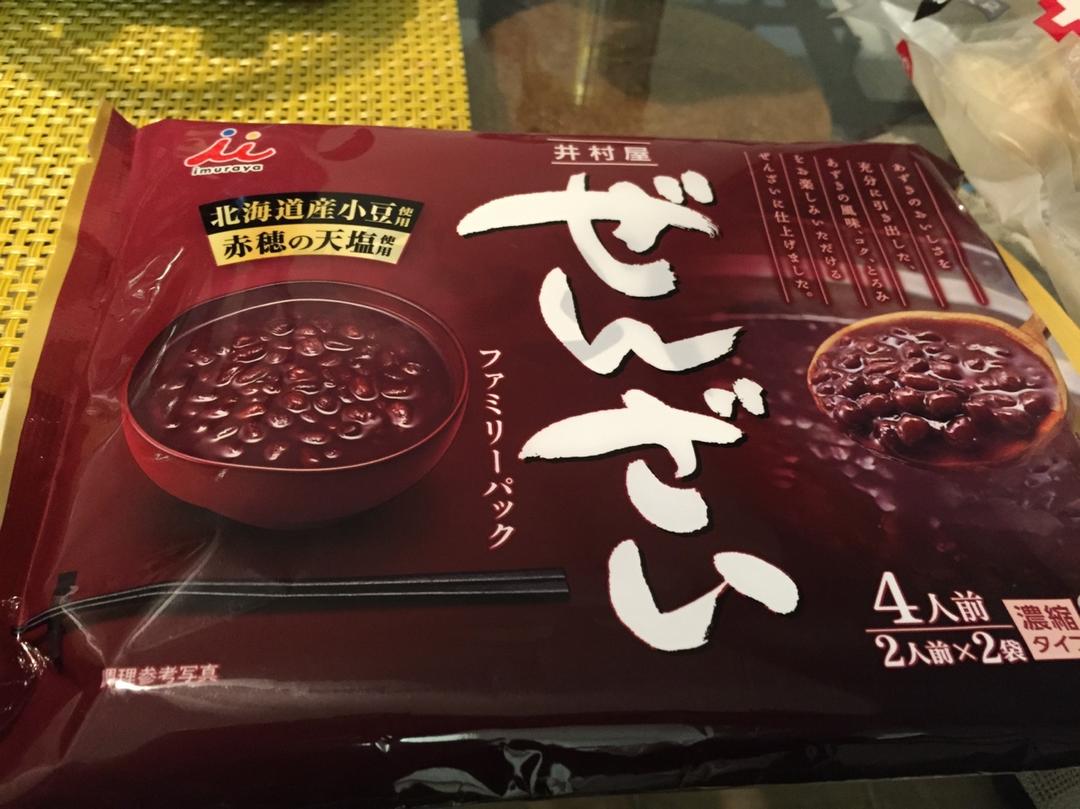 imuraya
井村屋
北海道産小豆使用
赤穂の天塩使用
ぜんざい
ファミリーパック
あずきのおいしさを
充分に引き出した、
あずきの風味、コク、とろみ
をお楽しみいただける
ぜんざいに仕上げました。
4人前
2人前×2袋
濃縮
タイプ
調理参考写真